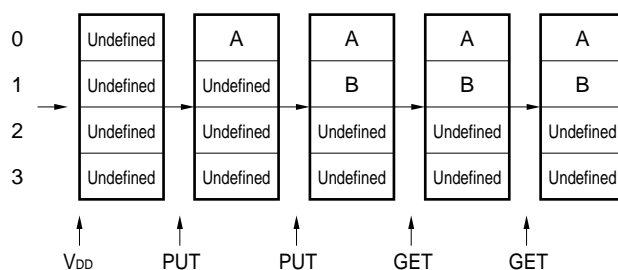 0 Undefined A A A A
1 Undefined Undefined B B B
2 Undefined Undefined Undefined Undefined Undefined
3 Undefined Undefined Undefined Undefined Undefined
VDD PUT PUT GET GET